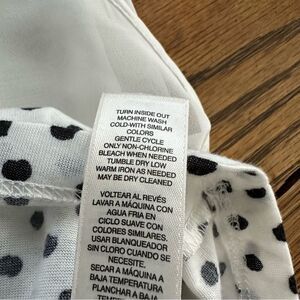 TURN INSIDE OUT
MACHINE WASH
COLD-WITH SIMILAR
COLORS
GENTLE CYCLE
ONLY NON-CHLORINE
BLEACH WHEN NEEDED
TUMBLE DRY LOW
WARM IRON AS NEEDED
MAY BE DRY CLEANED
VOLTEAR AL REVÉS
LAVAR A MÁQUINA CON
AGUA FRIA EN
CICLO SUAVE CON
COLORES SIMILARES.
USAR BLANQUEADOR
SIN CLORO CUANDO SE
NECESITE.
SECAR A MÁQUINA A
BAJA TEMPERATURA
PLANCHAR A BAJA